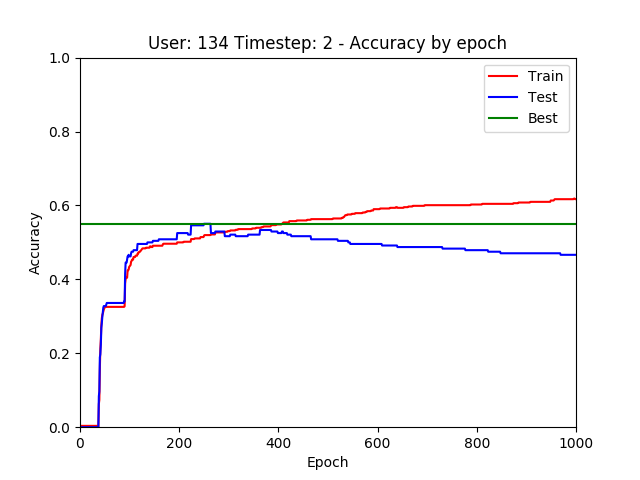 User: 134 Timestep: 2 - Accuracy by epoch
1.0
0.8
0.6
0.4
0.2
0.0
Accuracy
Train
Test
Best
0 200 400 600 800 1000
Epoch